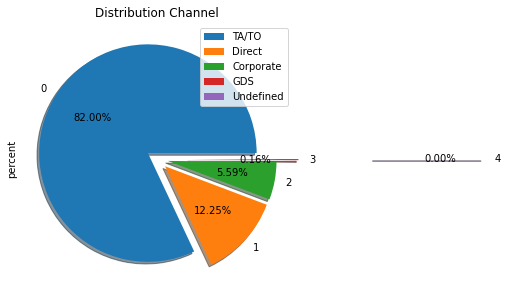 Distribution Channel
TA/TO
Direct
Corporate
GDS
Undefined
0
82.00%
percent
0.16%
3
0.00%
4
5.59%
2
12.25%
1